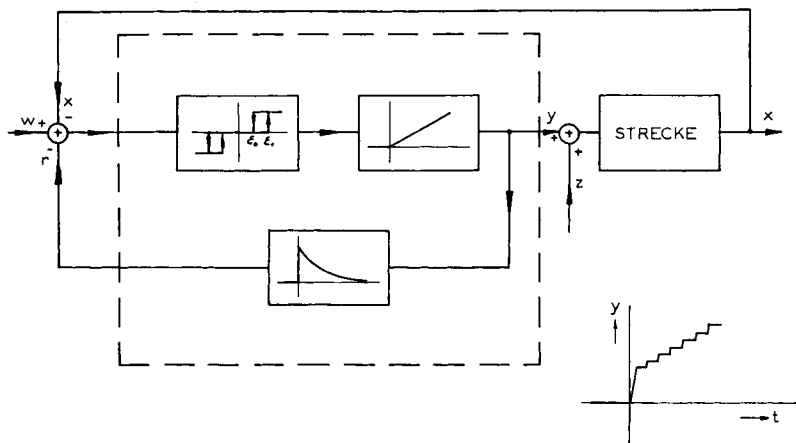 x
w +
-
r -
ε₀ ε₁
y
+
+
+
STRECKE
x
z
y
t